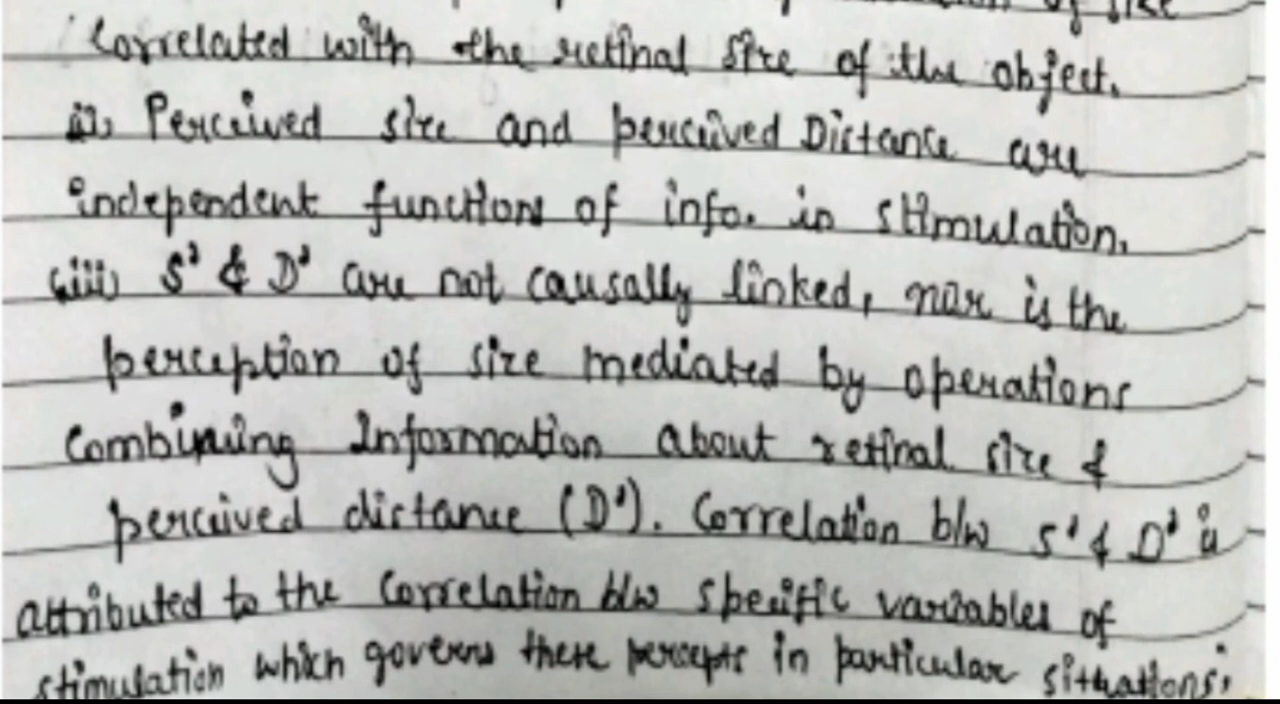 of size
Correlated with the retinal size of the object.
(ii) Perceived size and perceived Distance are
independent functions of info. in stimulation.
(iii) S' & D' are not causally linked, nor is the
perception of size mediated by operations
Combining Information about retinal size &
perceived distance (D'). Correlation b/w S' & D' is
attributed to the Correlation b/w specific variables of
stimulation which governs these percepts in particular situations.